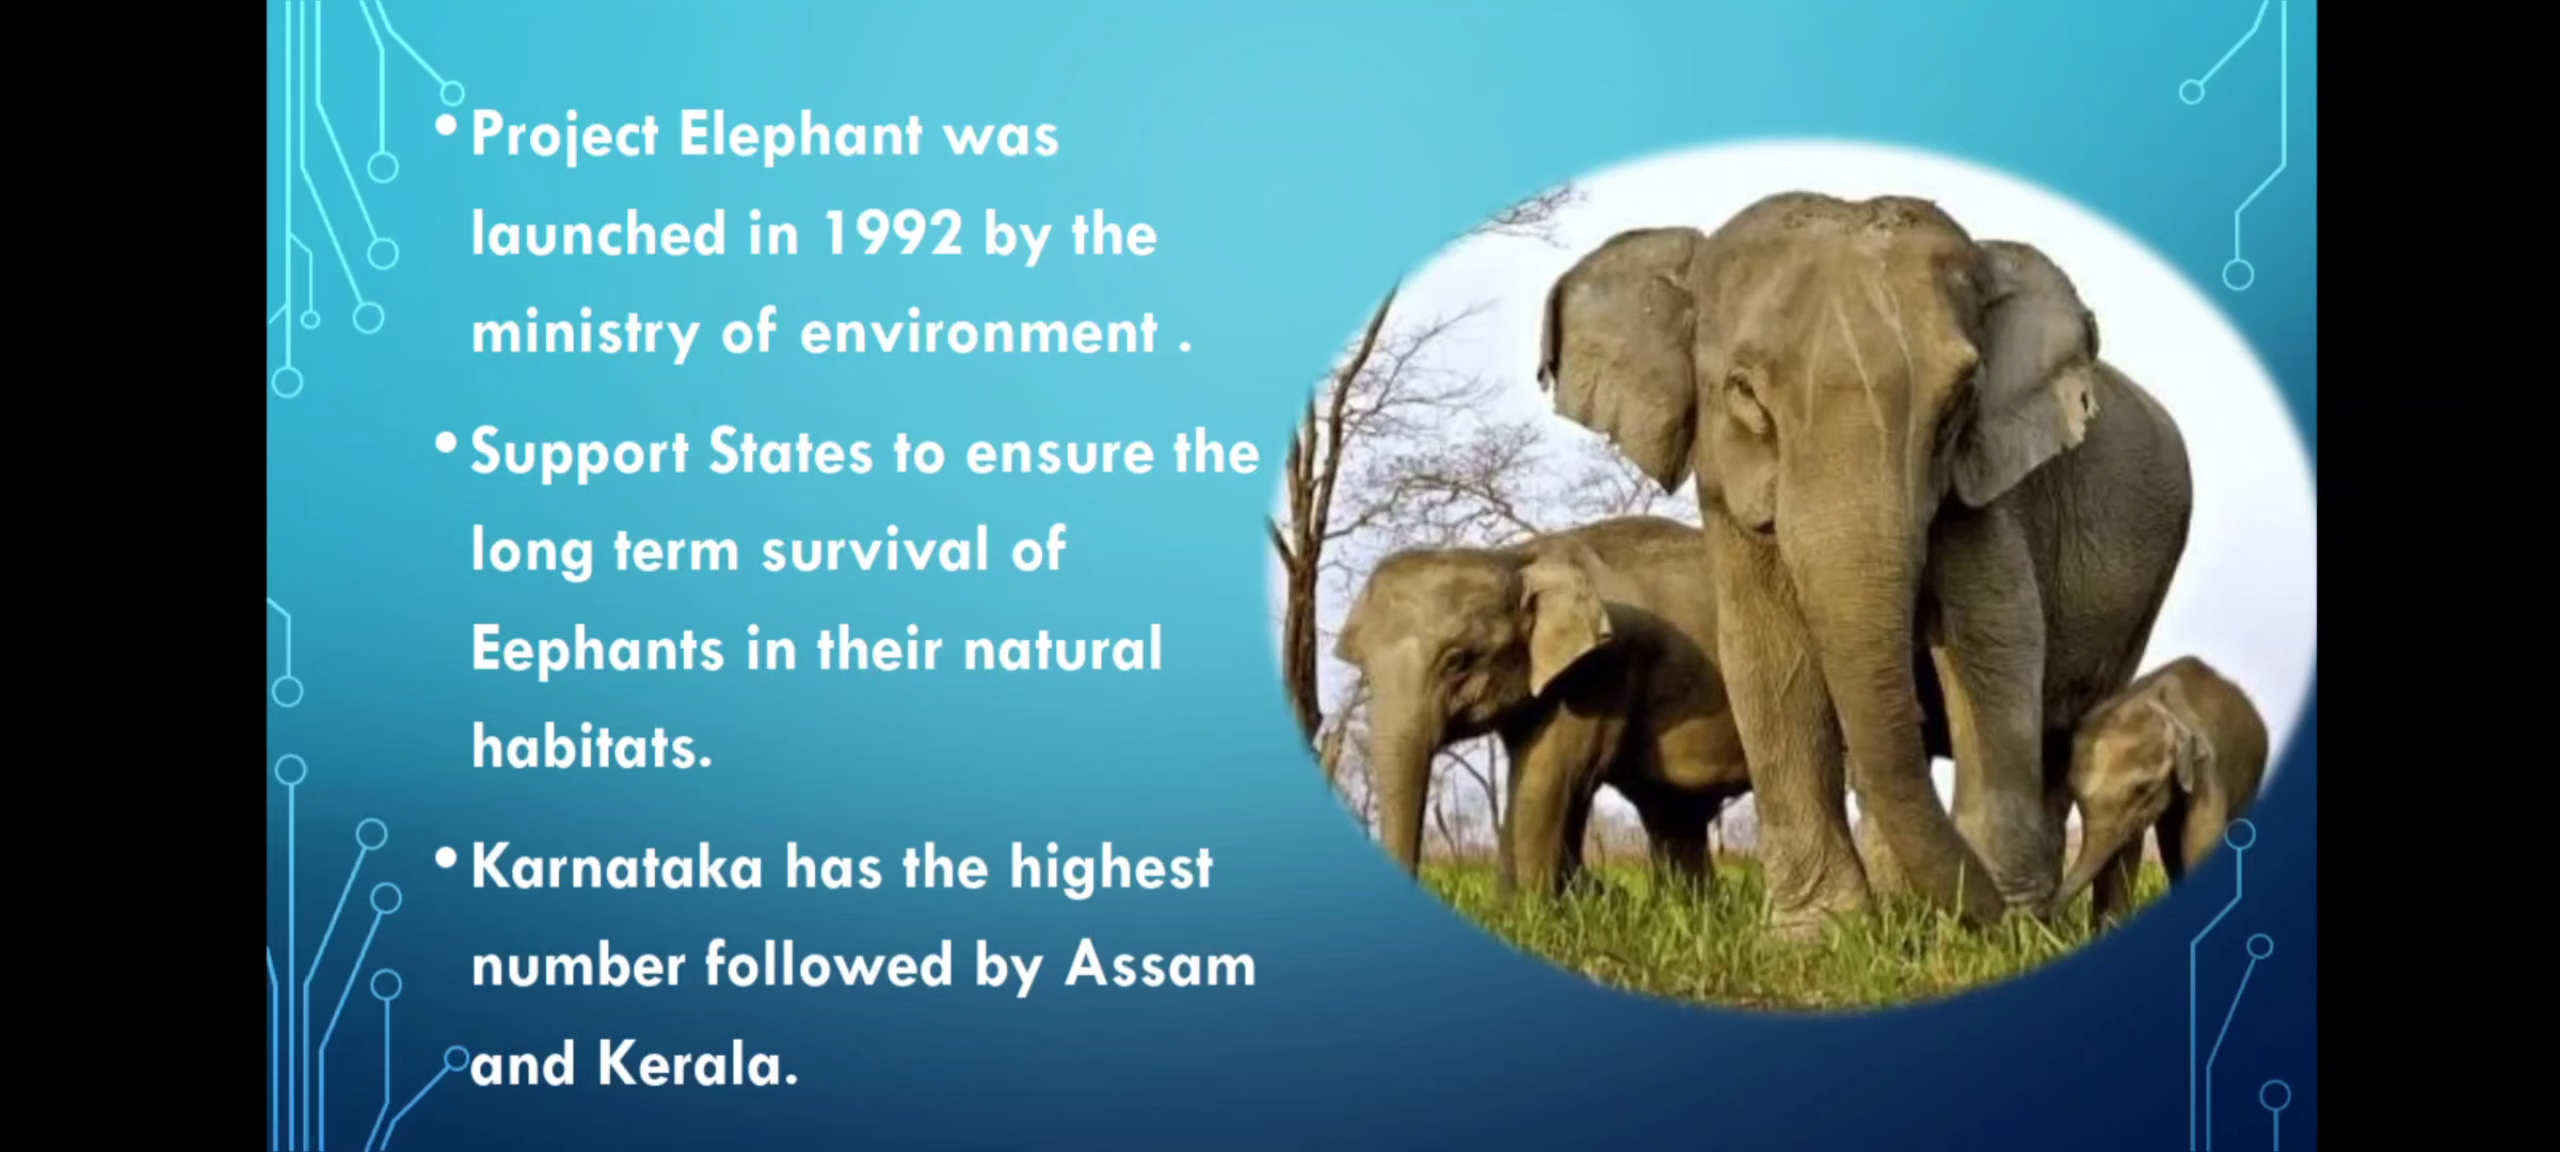 • Project Elephant was
launched in 1992 by the
ministry of environment .
• Support States to ensure the
long term survival of
Eephants in their natural
habitats.
• Karnataka has the highest
number followed by Assam
and Kerala.